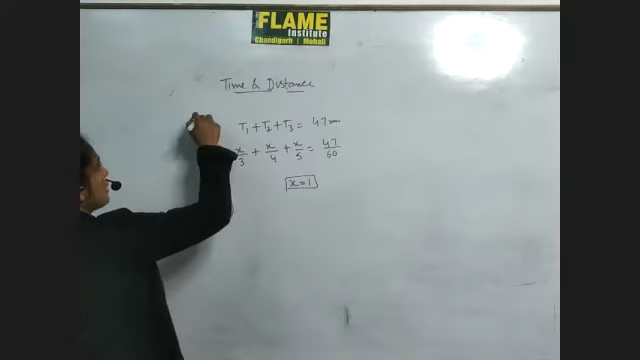 FLAME
Institute
Chandigarh | Mohali
Time & Distance
T₁ + T₂ + T₃ = 47 min
x/3 + x/4 + x/5 = 47/60
x = 1